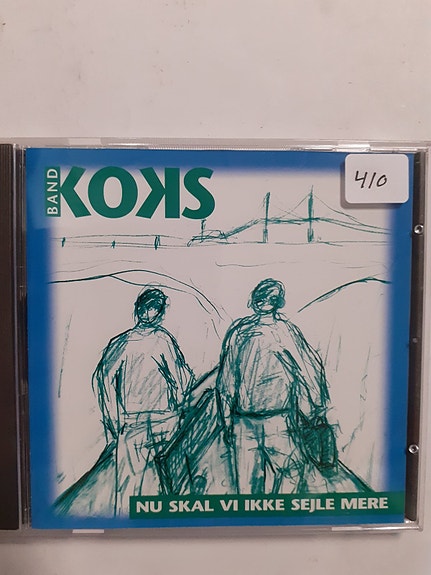 BAND
KOKS
410
NU SKAL VI IKKE SEJLE MERE